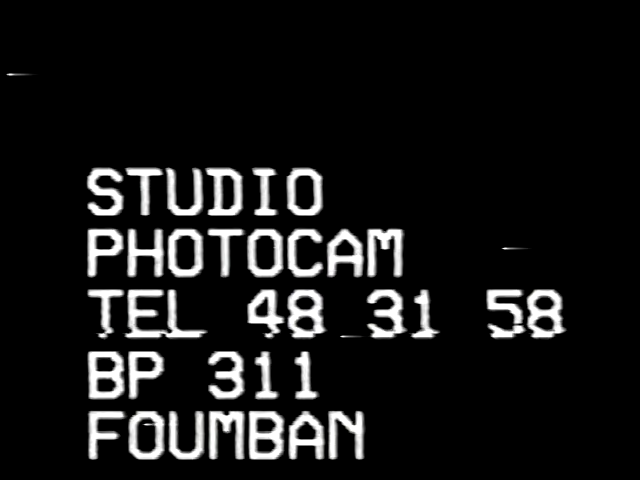 STUDIO
PHOTOCAM
TEL 48 31 58
BP 311
FOUMBAN